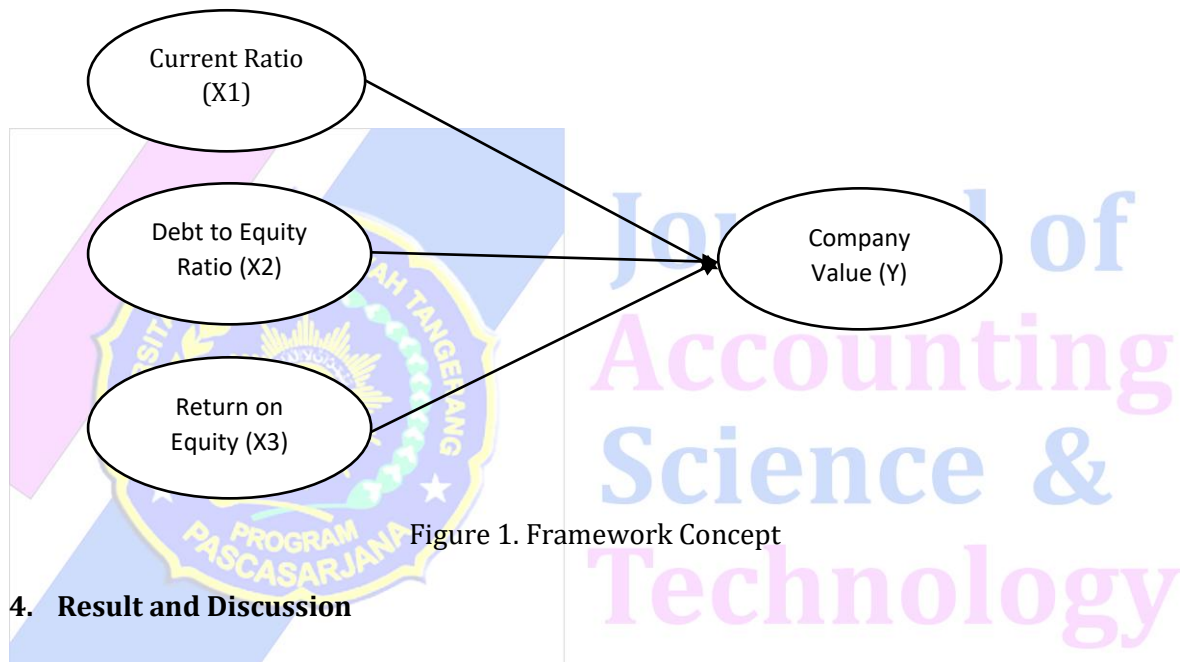 Current Ratio
(X1)
Debt to Equity
Ratio (X2)
Return on
Equity (X3)
Company
Value (Y)
Figure 1. Framework Concept
4. Result and Discussion
of
Accounting
Science &
Technology
TANGERANG
PROGRAM
PASCASARJANA